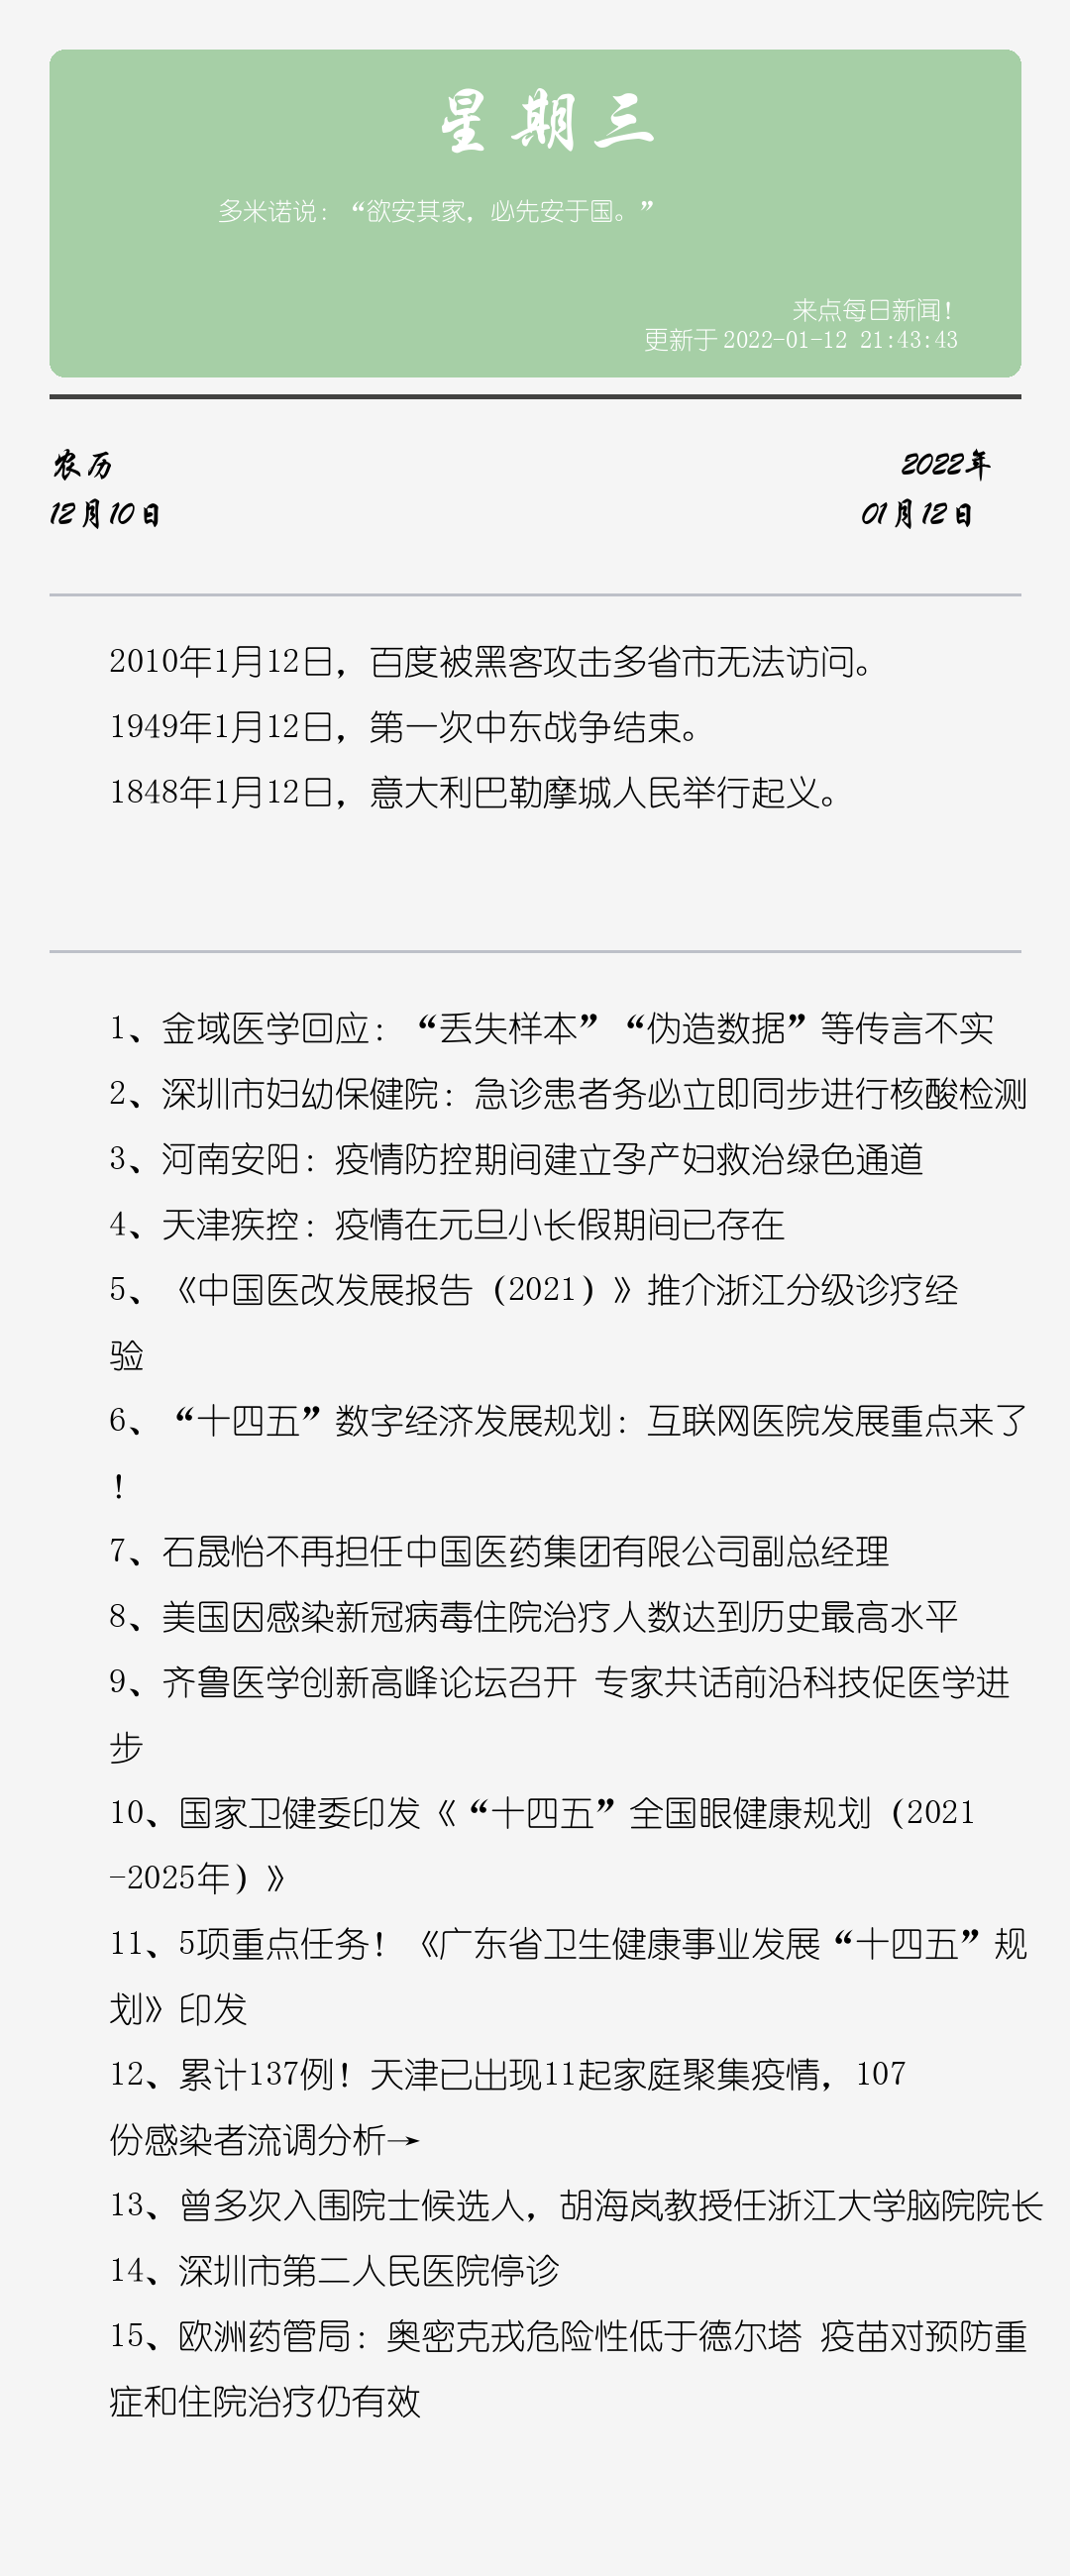 星期三
多米诺说：“欲安其家，必先安于国。”
来点每日新闻！
更新于 2022-01-12 21:43:43
农历
2022年
12月10日
01月12日
2010年1月12日，百度被黑客攻击多省市无法访问。
1949年1月12日，第一次中东战争结束。
1848年1月12日，意大利巴勒摩城人民举行起义。
1、金域医学回应：“丢失样本”“伪造数据”等传言不实
2、深圳市妇幼保健院：急诊患者务必立即同步进行核酸检测
3、河南安阳：疫情防控期间建立孕产妇救治绿色通道
4、天津疾控：疫情在元旦小长假期间已存在
5、《中国医改发展报告（2021）》推介浙江分级诊疗经
验
6、“十四五”数字经济发展规划：互联网医院发展重点来了
！
7、石晟怡不再担任中国医药集团有限公司副总经理
8、美国因感染新冠病毒住院治疗人数达到历史最高水平
9、齐鲁医学创新高峰论坛召开 专家共话前沿科技促医学进
步
10、国家卫健委印发《“十四五”全国眼健康规划（2021
-2025年）》
11、5项重点任务！《广东省卫生健康事业发展“十四五”规
划》印发
12、累计137例！天津已出现11起家庭聚集疫情，107
份感染者流调分析→
13、曾多次入围院士候选人，胡海岚教授任浙江大学脑院院长
14、深圳市第二人民医院停诊
15、欧洲药管局：奥密克戎危险性低于德尔塔 疫苗对预防重
症和住院治疗仍有效